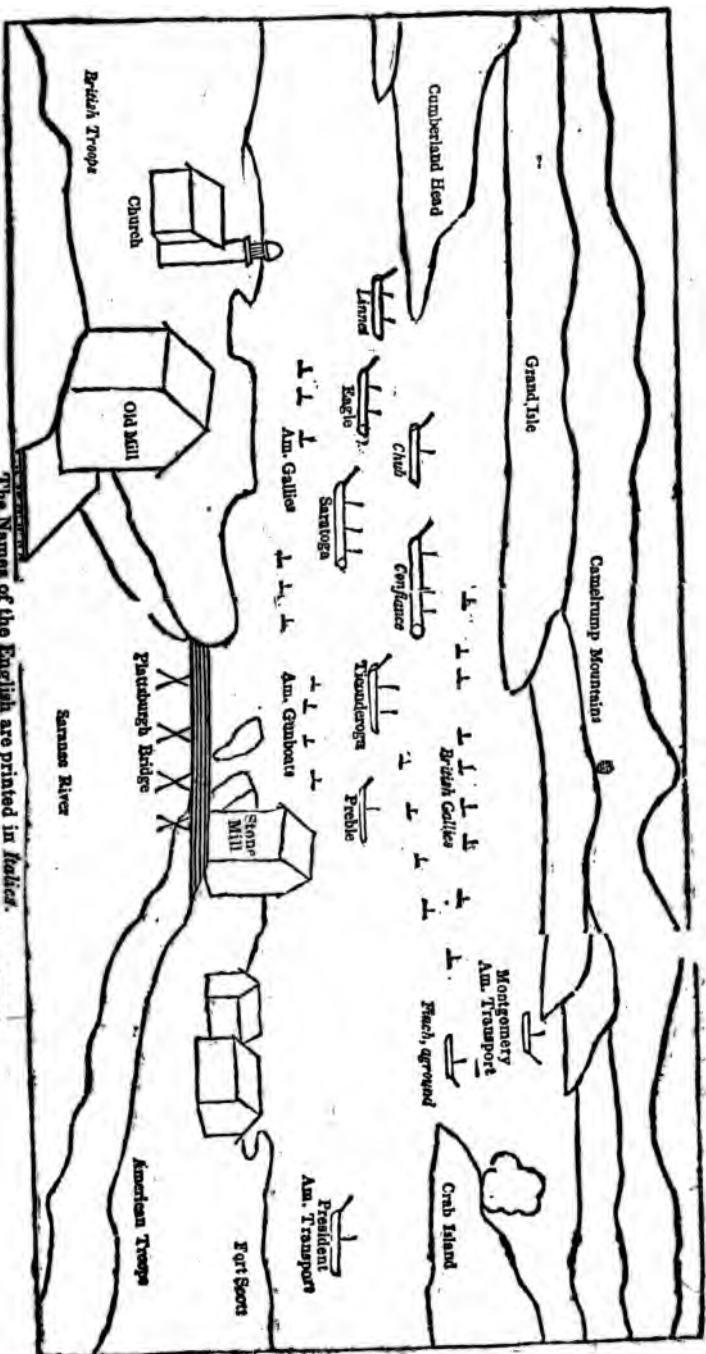 Camelrump Mountains
Grand Isle
Cumberland Head
Montgomery
Am. Transport
Crab Island
Linnet
Chub
Confiance
British Gallies
Finch, aground
Eagle
Saratoga
Ticonderoga
Preble
President
Am. Transport
Am. Gallies
Am. Gunboats
Church
Old Mill
Stone
Mill
Fort Scott
British Troops
Plattsburgh Bridge
American Troops
Saranac River
The Names of the English are printed in Italics.